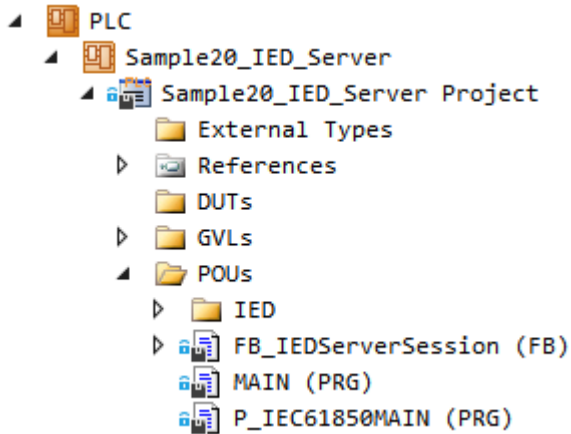 PLC
Sample20_IED_Server
Sample20_IED_Server Project
External Types
References
DUTs
GVLs
POUs
IED
FB_IEDServerSession (FB)
MAIN (PRG)
P_IEC61850MAIN (PRG)